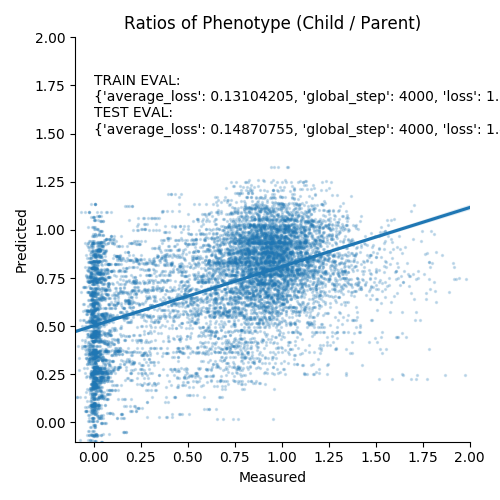 Ratios of Phenotype (Child / Parent)
2.00
1.75
1.50
1.25
1.00
0.75
0.50
0.25
0.00
Predicted
TRAIN EVAL:
{'average_loss': 0.13104205, 'global_step': 4000, 'loss': 1.
TEST EVAL:
{'average_loss': 0.14870755, 'global_step': 4000, 'loss': 1.
0.00 0.25 0.50 0.75 1.00 1.25 1.50 1.75 2.00
Measured